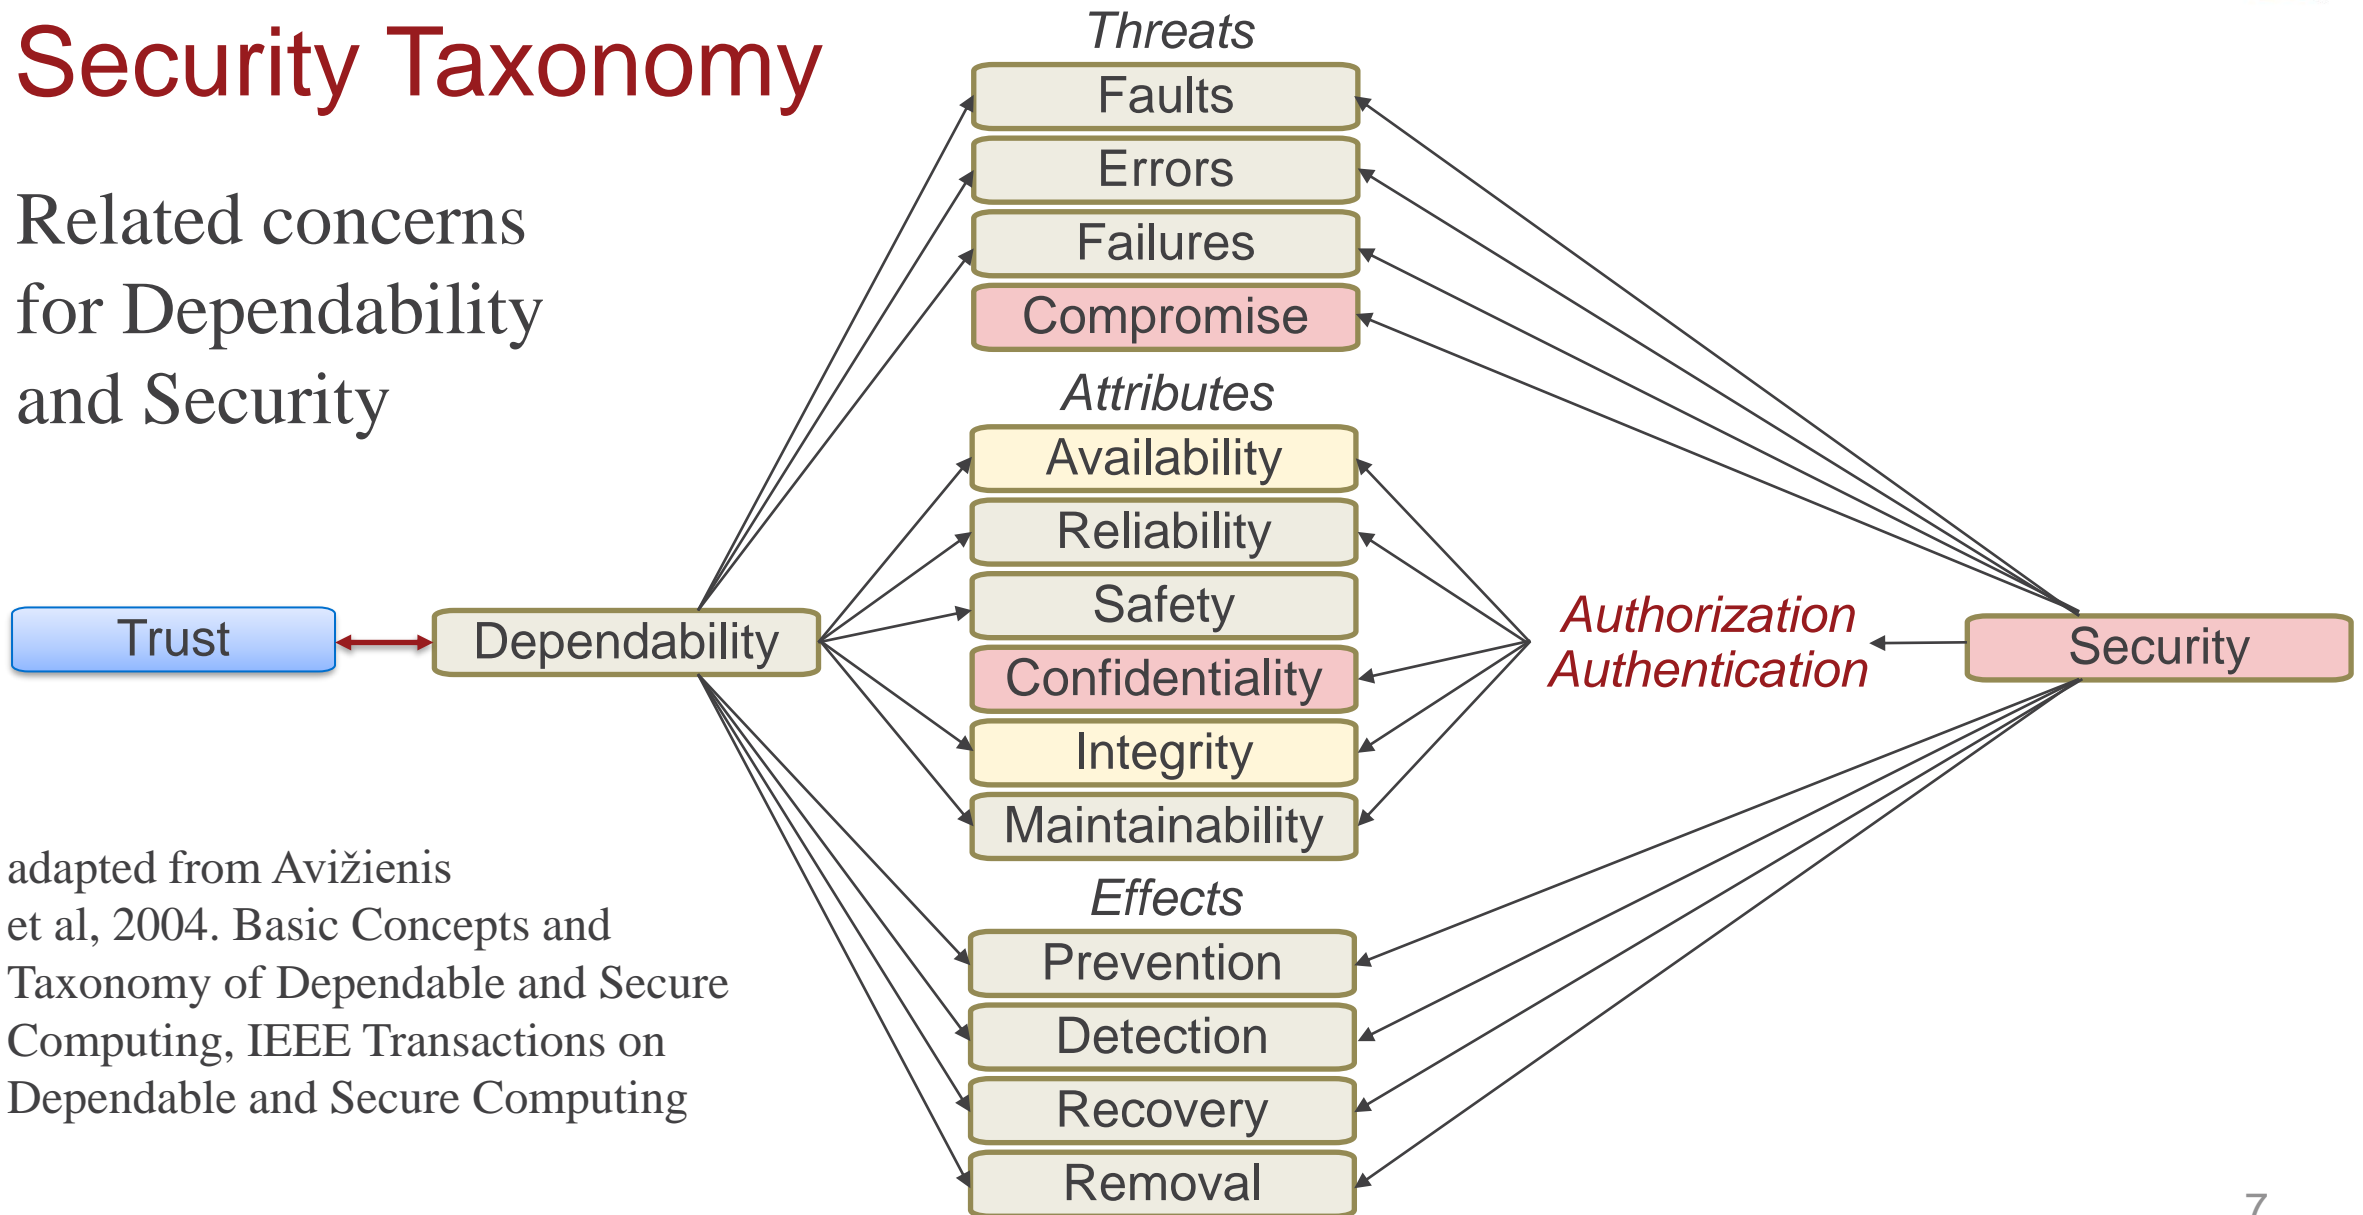 Security Taxonomy
Related concerns
for Dependability
and Security
Threats
Faults
Errors
Failures
Compromise
Attributes
Availability
Reliability
Safety
Confidentiality
Integrity
Maintainability
Effects
Prevention
Detection
Recovery
Removal
Trust
Dependability
Authorization
Authentication
Security
adapted from Avižienis
et al, 2004. Basic Concepts and
Taxonomy of Dependable and Secure
Computing, IEEE Transactions on
Dependable and Secure Computing
7